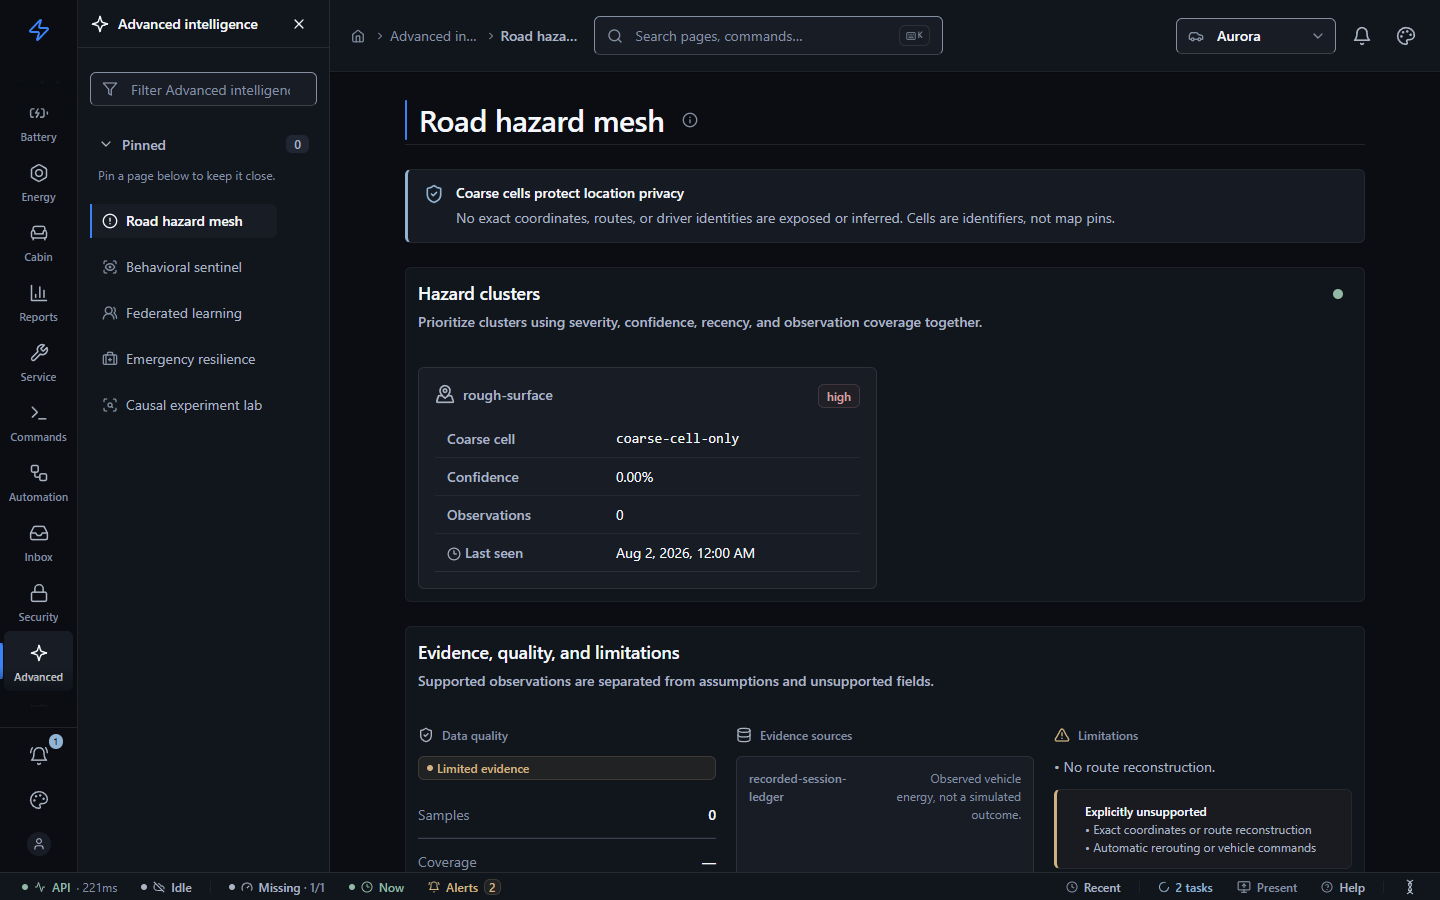 Advanced intelligence
Advanced in...
Road haza...
Search pages, commands...
K
Aurora
Filter Advanced intelligenc
Pinned
0
Pin a page below to keep it close.
Road hazard mesh
Behavioral sentinel
Federated learning
Emergency resilience
Causal experiment lab
Battery
Energy
Cabin
Reports
Service
Commands
Automation
Inbox
Security
Advanced
1
Road hazard mesh
Coarse cells protect location privacy
No exact coordinates, routes, or driver identities are exposed or inferred. Cells are identifiers, not map pins.
Hazard clusters
Prioritize clusters using severity, confidence, recency, and observation coverage together.
rough-surface
high
Coarse cell coarse-cell-only
Confidence 0.00%
Observations 0
Last seen Aug 2, 2026, 12:00 AM
Evidence, quality, and limitations
Supported observations are separated from assumptions and unsupported fields.
Data quality
Limited evidence
Samples 0
Coverage —
Evidence sources
recorded-session-
ledger
Observed vehicle
energy, not a simulated
outcome.
Limitations
• No route reconstruction.
Explicitly unsupported
• Exact coordinates or route reconstruction
• Automatic rerouting or vehicle commands
API · 221ms
Idle
Missing · 1/1
Now
Alerts 2
Recent
2 tasks
Present
Help